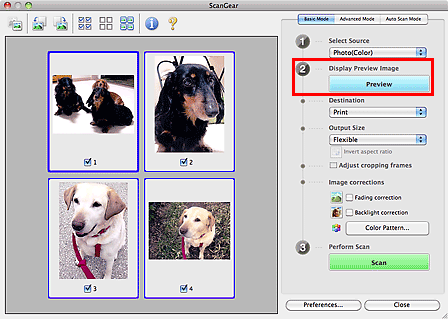 ScanGear
Basic Mode Advanced Mode Auto Scan Mode
1 Select Source
Photo(Color)
2 Display Preview Image
Preview
Destination
Print
Output Size
Flexible
Invert aspect ratio
Adjust cropping frames
Image corrections
Fading correction
Backlight correction
Color Pattern...
3 Perform Scan
Scan
Preferences... Close
1
2
3
4